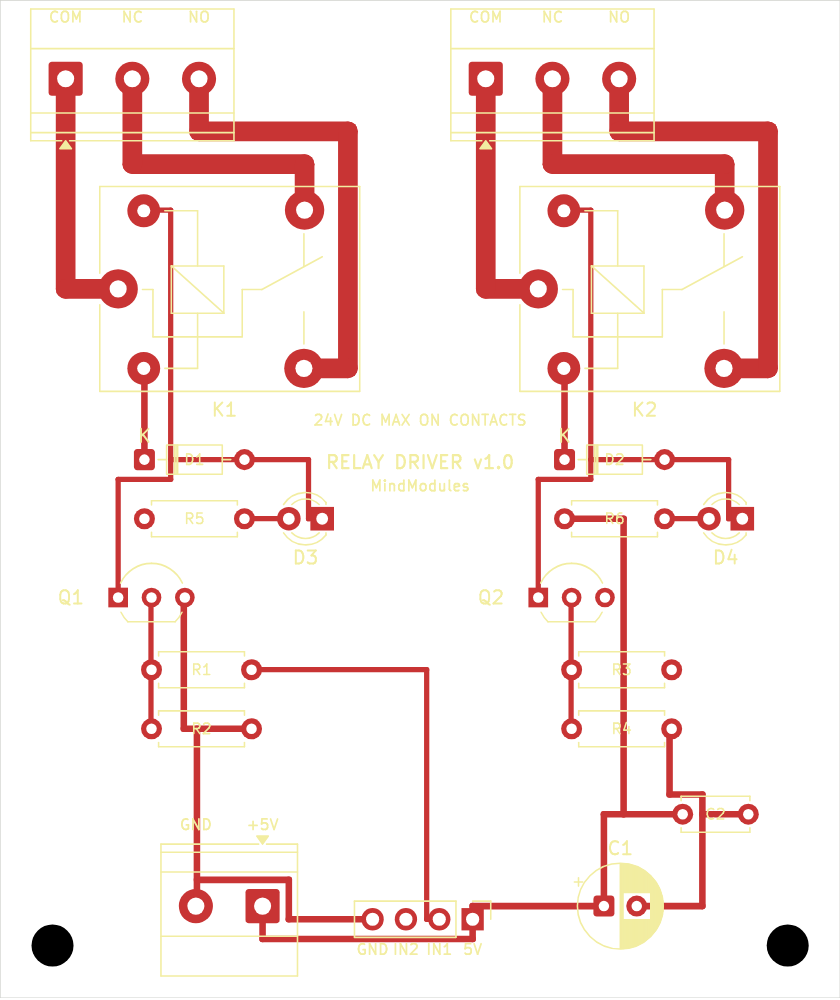 COM NC NO COM NC NO
K1 K2
24V DC MAX ON CONTACTS
K K
D1 RELAY DRIVER v1.0 D2
MindModules
R5 R6
D3 D4
Q1 Q2
R1 R3
R2 R4
GND +5V C2
C1
+
GND IN2 IN1 5V